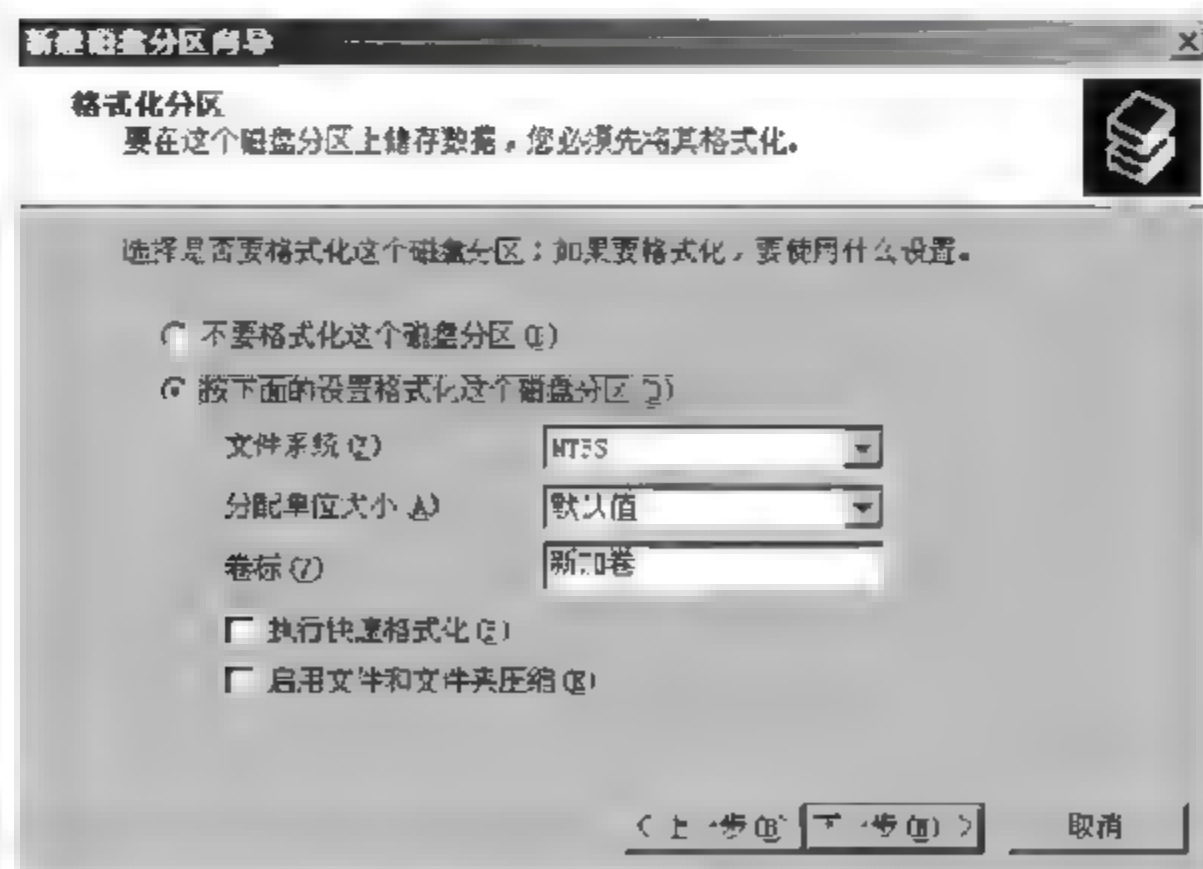 新建磁盘分区向导
格式化分区
要在这个磁盘分区上储存数据，您必须先将其格式化。
选择是否要格式化这个磁盘分区；如果要格式化，要使用什么设置。
不要格式化这个磁盘分区
按下面的设置格式化这个磁盘分区
文件系统
NTFS
分配单位大小(A)
默认值
卷标(V)
新加卷
执行快速格式化
启用文件和文件夹压缩(E)
<上一步(B) 下一步(N)> 取消